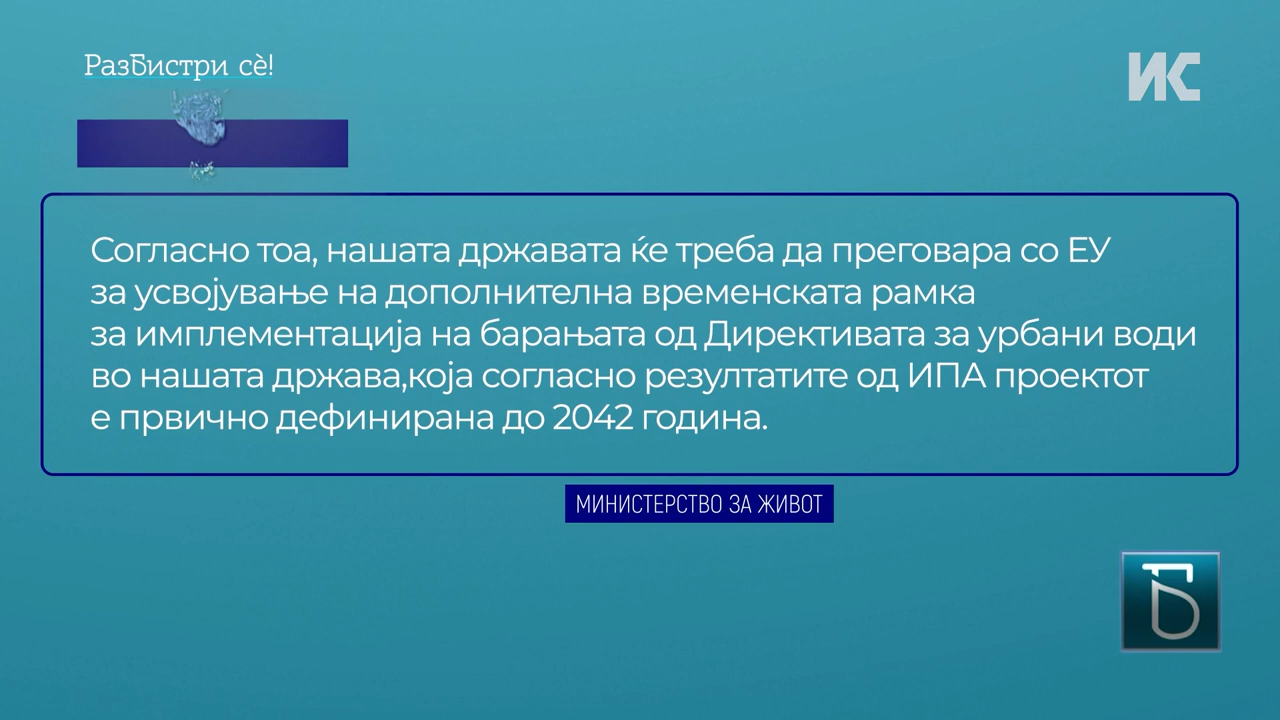 Разбистри сѐ!
ИС
Согласно тоа, нашата државата ќе треба да преговара со ЕУ
за усвојување на дополнителна временската рамка
за имплементација на барањата од Директивата за урбани води
во нашата држава,која согласно резултатите од ИПА проектот
е првично дефинирана до 2042 година.
МИНИСТЕРСТВО ЗА ЖИВОТ
Б